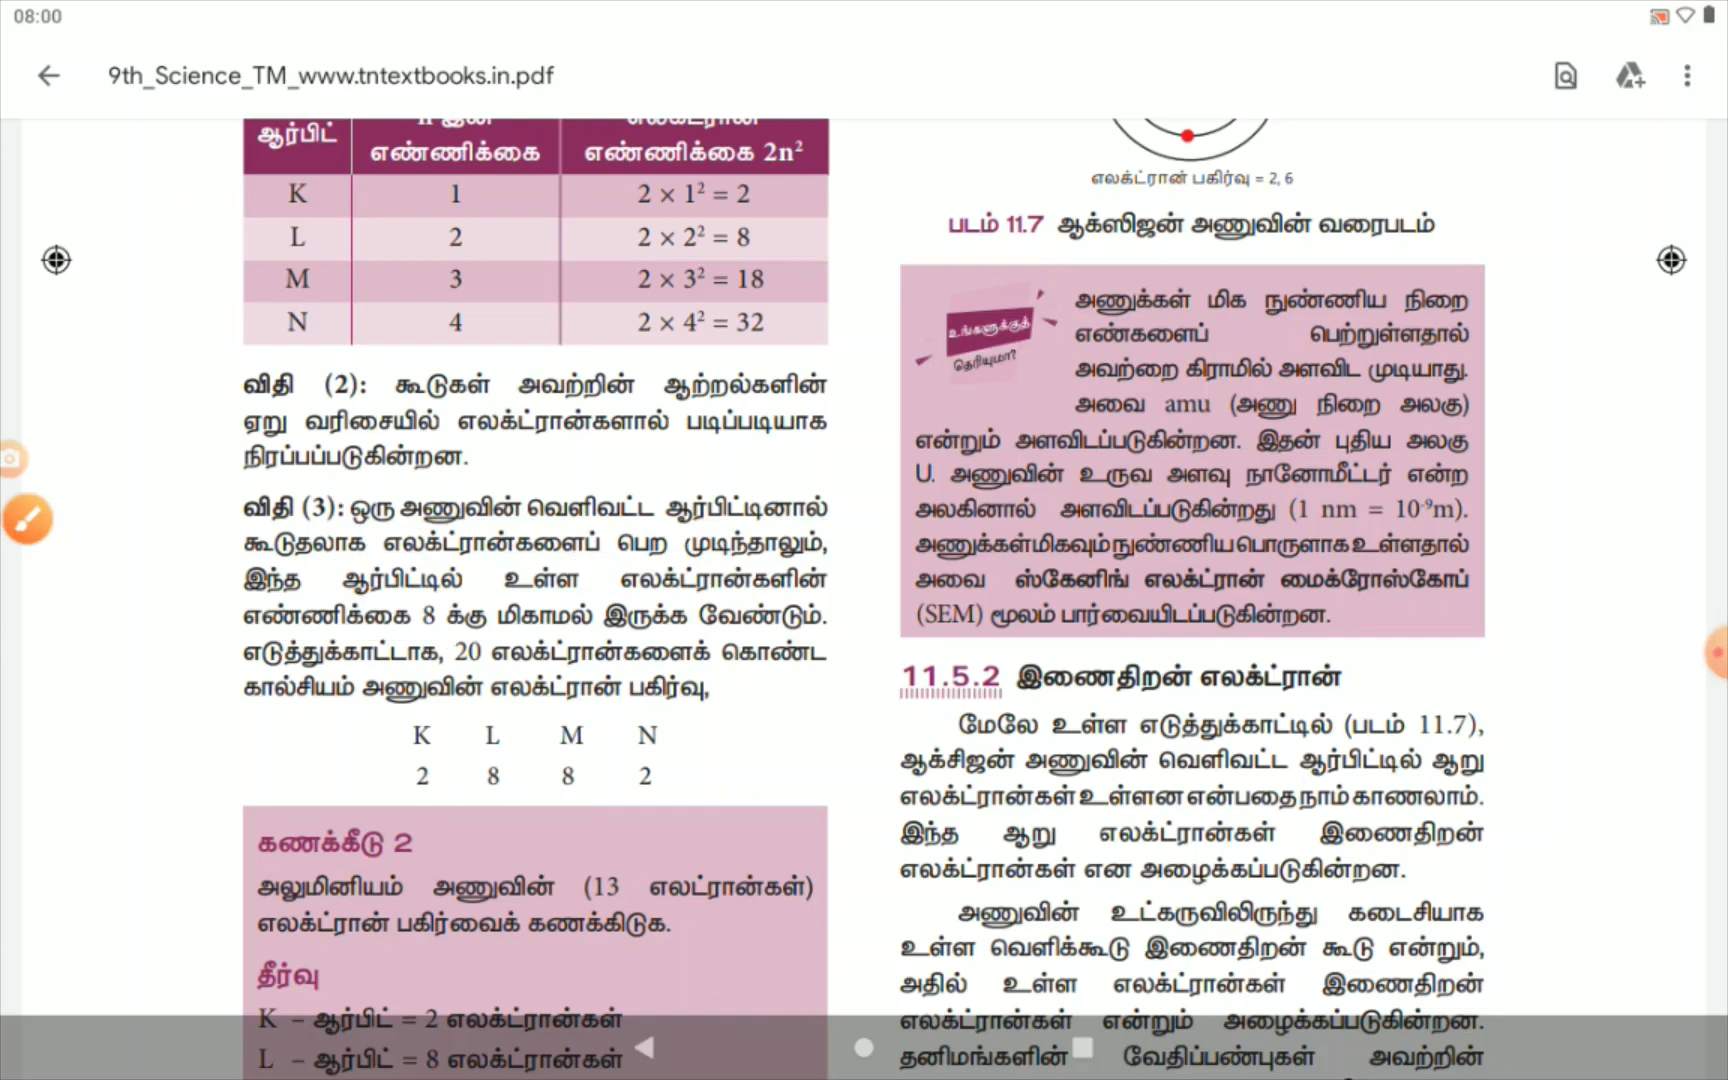 08:00
9th_Science_TM_www.tntextbooks.in.pdf
ஆர்பிட்
எண்ணிக்கை
எண்ணிக்கை 2n²
K 1 2 × 1² = 2
L 2 2 × 2² = 8
M 3 2 × 3² = 18
N 4 2 × 4² = 32
விதி (2): கூடுகள் அவற்றின் ஆற்றல்களின்
ஏறு வரிசையில் எலக்ட்ரான்களால் படிப்படியாக
நிரப்பப்படுகின்றன.
விதி (3): ஒரு அணுவின் வெளிவட்ட ஆர்பிட்டினால்
கூடுதலாக எலக்ட்ரான்களைப் பெற முடிந்தாலும்,
இந்த ஆர்பிட்டில் உள்ள எலக்ட்ரான்களின்
எண்ணிக்கை 8 க்கு மிகாமல் இருக்க வேண்டும்.
எடுத்துக்காட்டாக, 20 எலக்ட்ரான்களைக் கொண்ட
கால்சியம் அணுவின் எலக்ட்ரான் பகிர்வு,
K L M N
2 8 8 2
கணக்கீடு 2
அலுமினியம் அணுவின் (13 எலட்ரான்கள்)
எலக்ட்ரான் பகிர்வைக் கணக்கிடுக.
தீர்வு
K – ஆர்பிட் = 2 எலக்ட்ரான்கள்
L – ஆர்பிட் = 8 எலக்ட்ரான்கள்
எலக்ட்ரான் பகிர்வு = 2, 6
படம் 11.7 ஆக்ஸிஜன் அணுவின் வரைபடம்
உங்களுக்குத்
தெரியுமா?
அணுக்கள் மிக நுண்ணிய நிறை
எண்களைப் பெற்றுள்ளதால்
அவற்றை கிராமில் அளவிட முடியாது.
அவை amu (அணு நிறை அலகு)
என்றும் அளவிடப்படுகின்றன. இதன் புதிய அலகு
U. அணுவின் உருவ அளவு நானோமீட்டர் என்ற
அலகினால் அளவிடப்படுகின்றது (1 nm = 10⁻⁹m).
அணுக்கள் மிகவும் நுண்ணிய பொருளாக உள்ளதால்
அவை ஸ்கேனிங் எலக்ட்ரான் மைக்ரோஸ்கோப்
(SEM) மூலம் பார்வையிடப்படுகின்றன.
11.5.2 இணைதிறன் எலக்ட்ரான்
மேலே உள்ள எடுத்துக்காட்டில் (படம் 11.7),
ஆக்சிஜன் அணுவின் வெளிவட்ட ஆர்பிட்டில் ஆறு
எலக்ட்ரான்கள் உள்ளன என்பதை நாம் காணலாம்.
இந்த ஆறு எலக்ட்ரான்கள் இணைதிறன்
எலக்ட்ரான்கள் என அழைக்கப்படுகின்றன.
அணுவின் உட்கருவிலிருந்து கடைசியாக
உள்ள வெளிக்கூடு இணைதிறன் கூடு என்றும்,
அதில் உள்ள எலக்ட்ரான்கள் இணைதிறன்
எலக்ட்ரான்கள் என்றும் அழைக்கப்படுகின்றன.
தனிமங்களின் வேதிப்பண்புகள் அவற்றின்